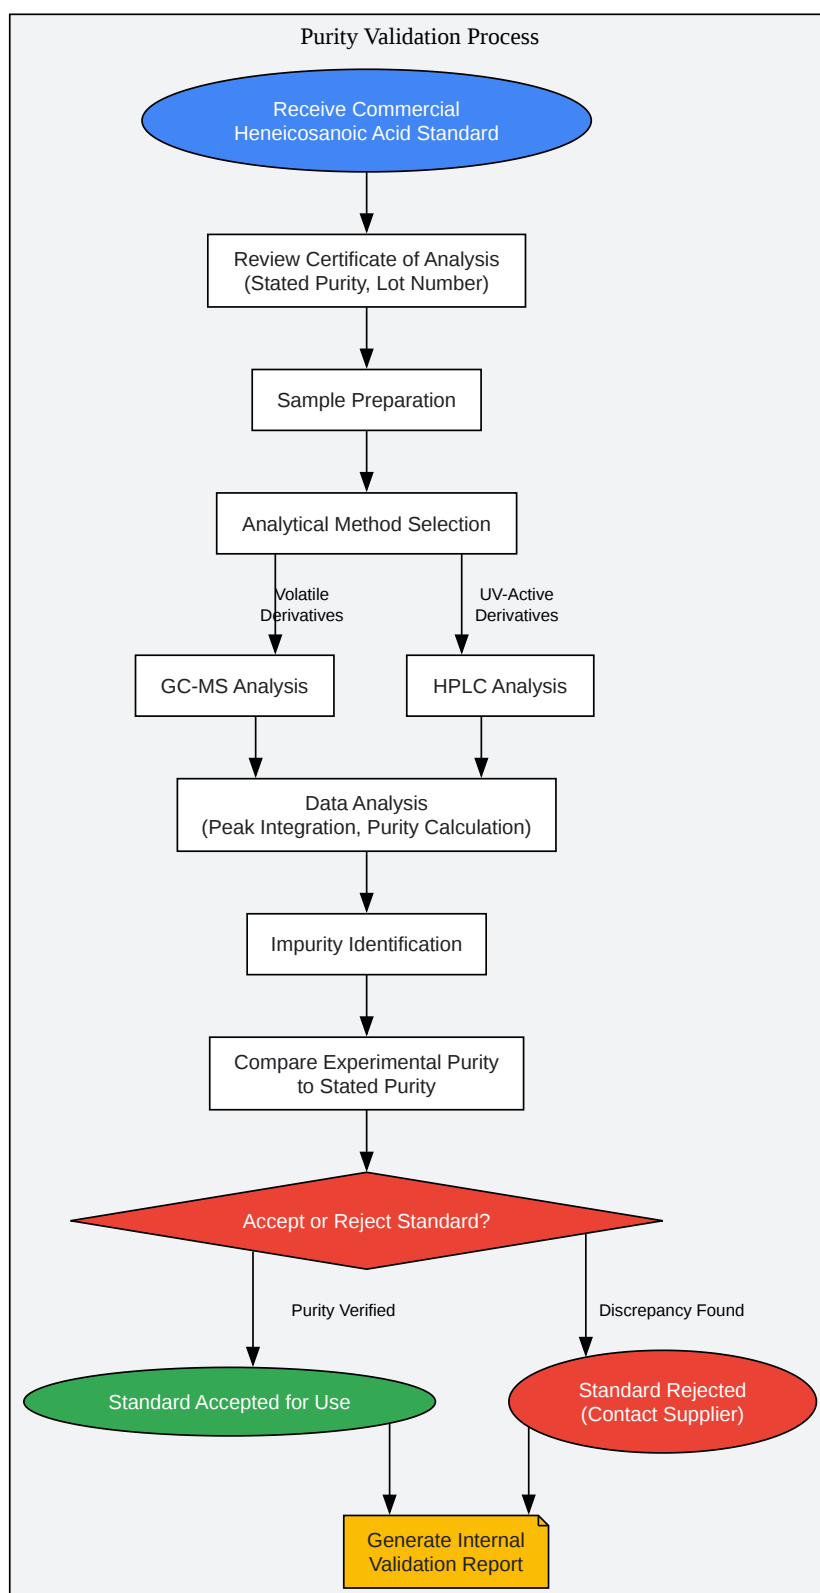 Purity Validation Process
Receive Commercial
Heneicosanoic Acid Standard
Review Certificate of Analysis
(Stated Purity, Lot Number)
Sample Preparation
Analytical Method Selection
Volatile
Derivatives
UV-Active
Derivatives
GC-MS Analysis
HPLC Analysis
Data Analysis
(Peak Integration, Purity Calculation)
Impurity Identification
Compare Experimental Purity
to Stated Purity
Accept or Reject Standard?
Purity Verified
Discrepancy Found
Standard Accepted for Use
Standard Rejected
(Contact Supplier)
Generate Internal
Validation Report